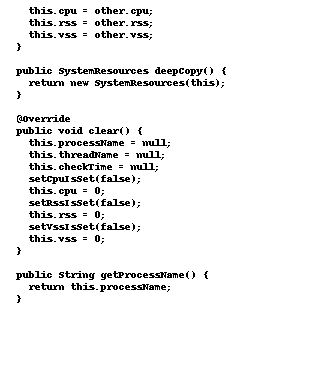 this.cpu = other.cpu;
this.rss = other.rss;
this.vss = other.vss;
}
public SystemResources deepCopy() {
return new SystemResources(this);
}
@Override
public void clear() {
this.processName = null;
this.threadName = null;
this.checkTime = null;
setCpuIsSet(false);
this.cpu = 0;
setRssIsSet(false);
this.rss = 0;
setVssIsSet(false);
this.vss = 0;
}
public String getProcessName() {
return this.processName;
}